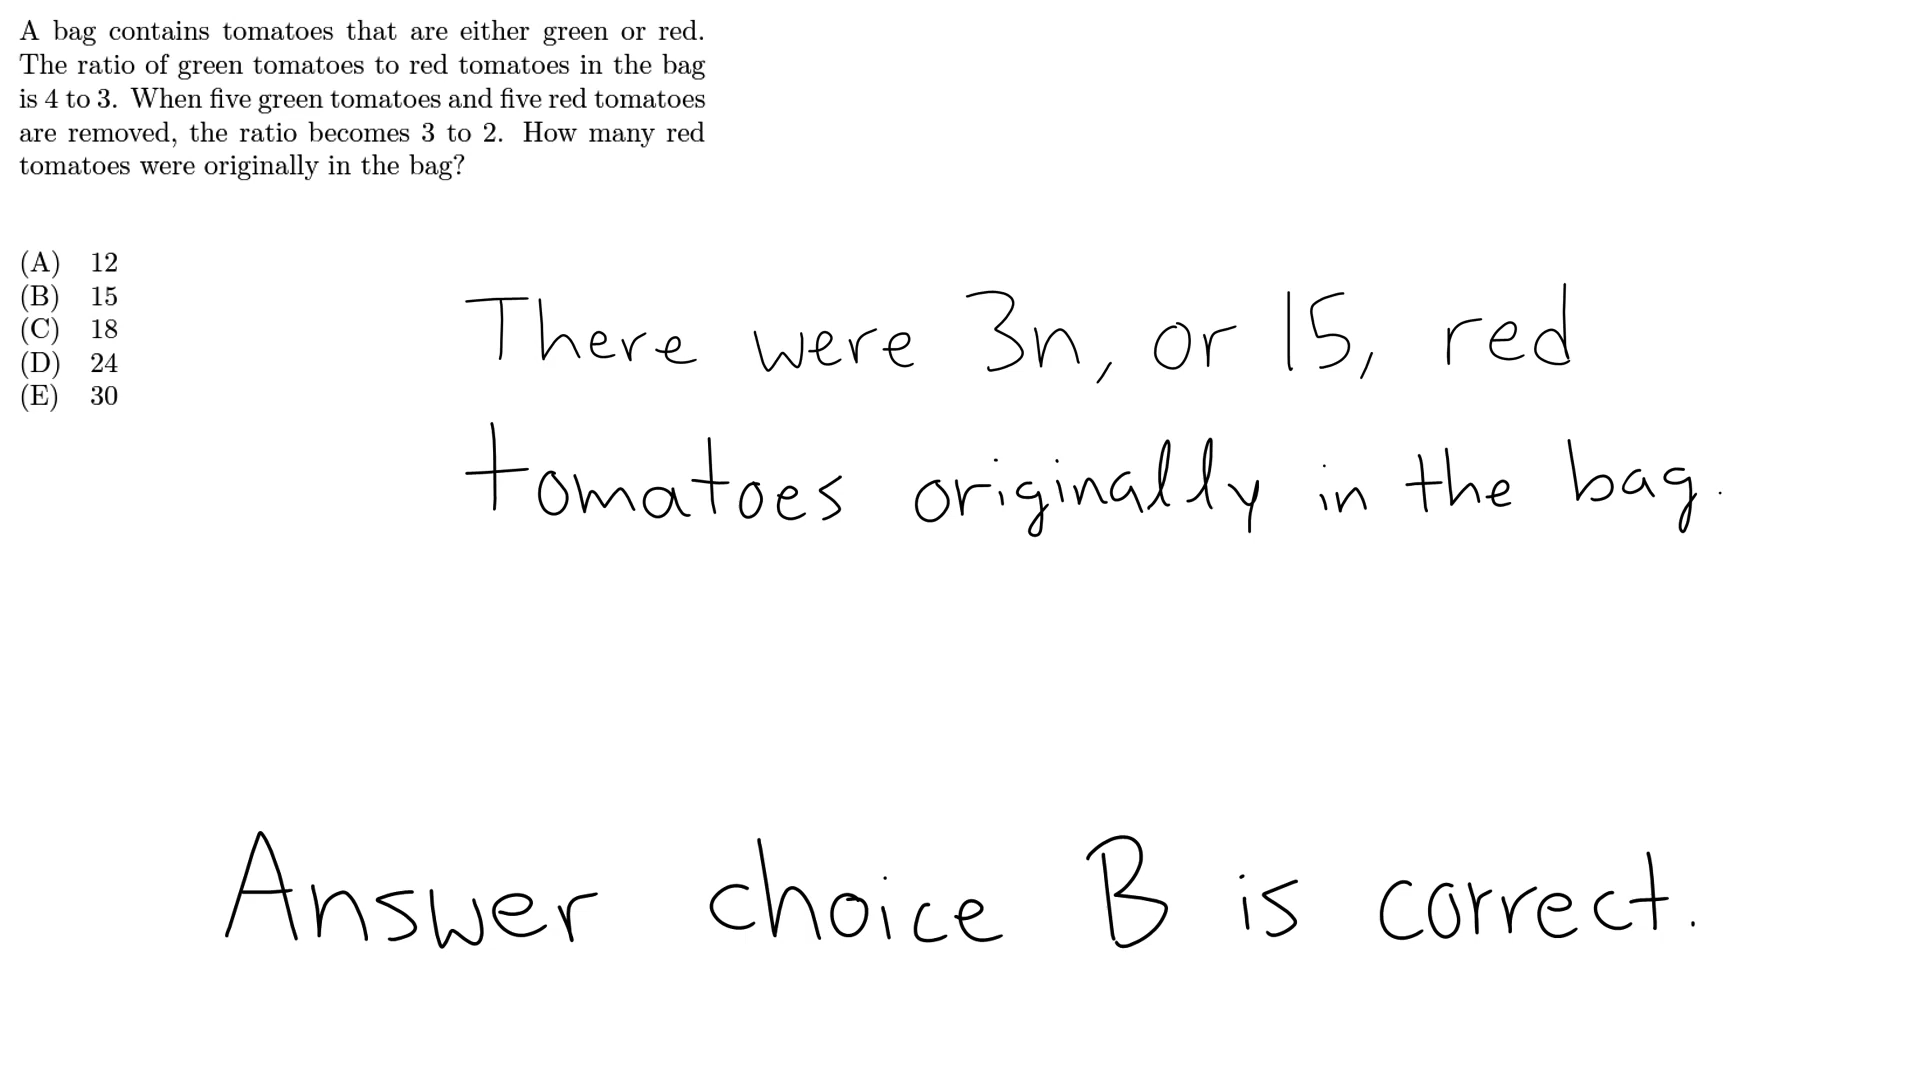 A bag contains tomatoes that are either green or red.
The ratio of green tomatoes to red tomatoes in the bag
is 4 to 3. When five green tomatoes and five red tomatoes
are removed, the ratio becomes 3 to 2. How many red
tomatoes were originally in the bag?
(A) 12
(B) 15
(C) 18
(D) 24
(E) 30
There were 3n, or 15, red
tomatoes originally in the bag.
Answer choice B is correct.